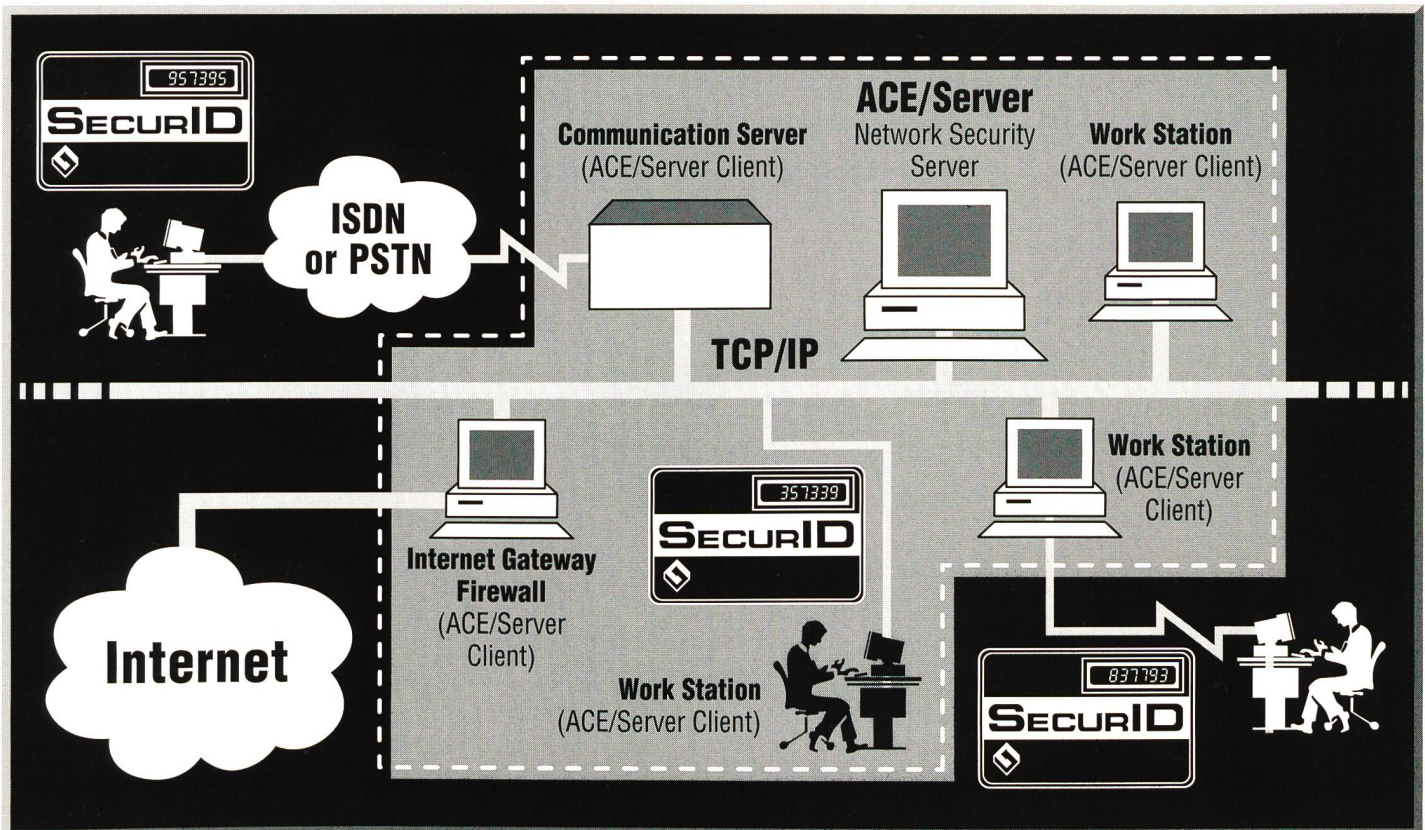 957395
SECURID
ISDN
or PSTN
Communication Server
(ACE/Server Client)
ACE/Server
Network Security
Server
Work Station
(ACE/Server Client)
TCP/IP
Internet
Internet Gateway
Firewall
(ACE/Server
Client)
357339
SECURID
Work Station
(ACE/Server Client)
Work Station
(ACE/Server
Client)
837793
SECURID